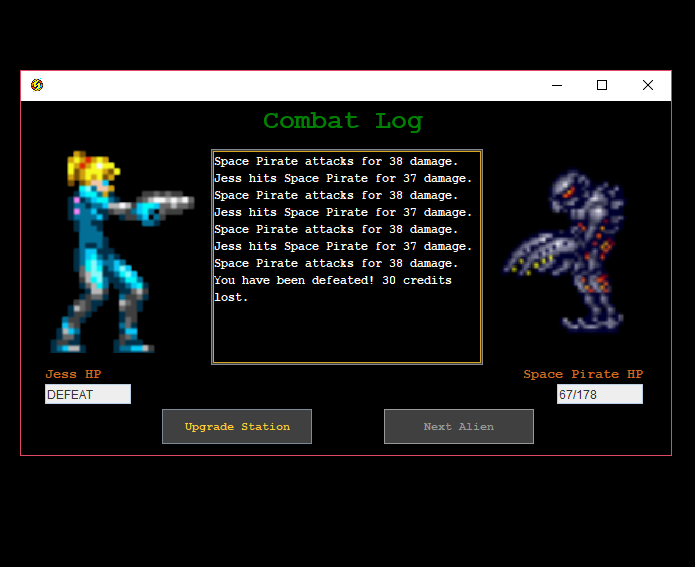 Combat Log
Space Pirate attacks for 38 damage.
Jess hits Space Pirate for 37 damage.
Space Pirate attacks for 38 damage.
Jess hits Space Pirate for 37 damage.
Space Pirate attacks for 38 damage.
Jess hits Space Pirate for 37 damage.
Space Pirate attacks for 38 damage.
You have been defeated! 30 credits
lost.
Jess HP
DEFEAT
Space Pirate HP
67/178
Upgrade Station
Next Alien